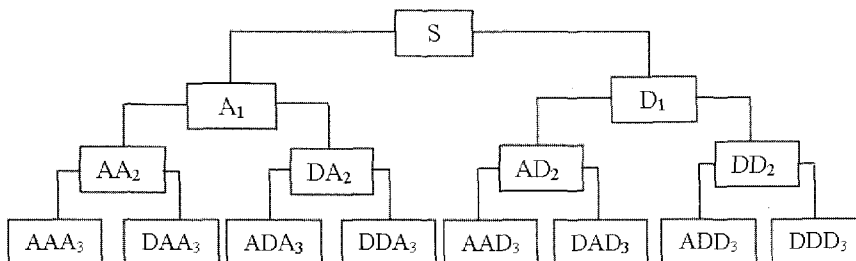 S
A₁ D₁
AA₂ DA₂ AD₂ DD₂
AAA₃ DAA₃ ADA₃ DDA₃ AAD₃ DAD₃ ADD₃ DDD₃